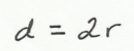 d = 2r